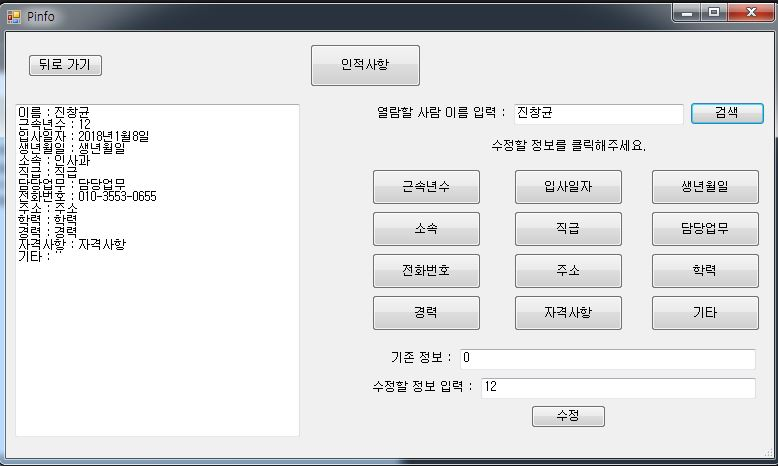 Pinfo
뒤로 가기
인적사항
이름 : 진창균
근속년수 : 12
입사일자 : 2018년1월8일
생년월일 : 생년월일
소속 : 인사과
직급 : 직급
담당업무 : 담당업무
전화번호 : 010-3553-0655
주소 : 주소
학력 : 학력
경력 : 경력
자격사항 : 자격사항
기타 : ``
열람할 사람 이름 입력 : 진창균 검색
수정할 정보를 클릭해주세요.
근속년수 입사일자 생년월일
소속 직급 담당업무
전화번호 주소 학력
경력 자격사항 기타
기존 정보 : 0
수정할 정보 입력 : 12
수정